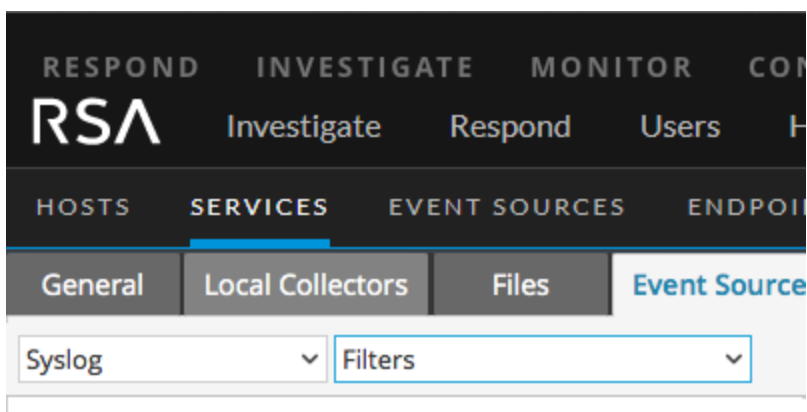 RESPOND INVESTIGATE MONITOR
RSA Investigate Respond Users
HOSTS SERVICES EVENT SOURCES
General Local Collectors Files Event Source
Syslog Filters